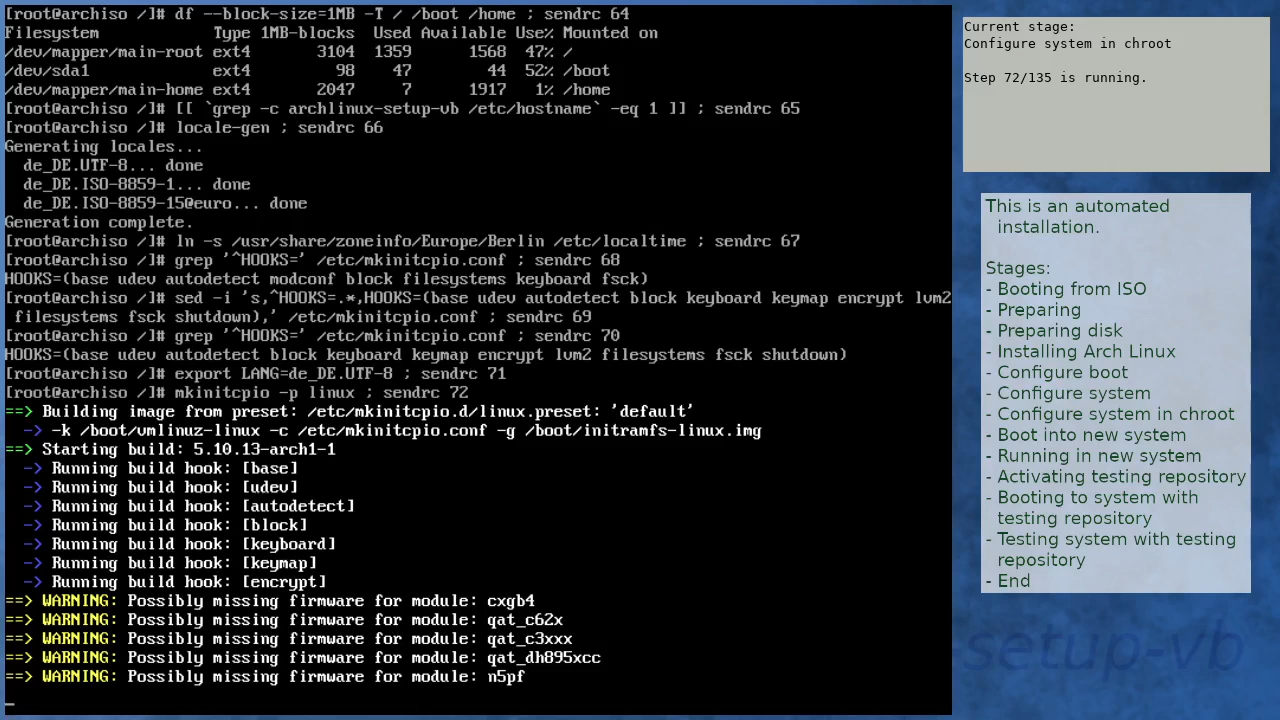 [root@archiso /]# df --block-size=1MB -T / /boot /home ; sendrc 64
Filesystem            Type 1MB-blocks  Used Available Use% Mounted on
/dev/mapper/main-root ext4       3104  1359      1568  47% /
/dev/sda1             ext4         98    47        44  52% /boot
/dev/mapper/main-home ext4       2047     7      1917   1% /home
[root@archiso /]# [[ `grep -c archlinux-setup-vb /etc/hostname` -eq 1 ]] ; sendrc 65
[root@archiso /]# locale-gen ; sendrc 66
Generating locales...
  de_DE.UTF-8... done
  de_DE.ISO-8859-1... done
  de_DE.ISO-8859-15@euro... done
Generation complete.
[root@archiso /]# ln -s /usr/share/zoneinfo/Europe/Berlin /etc/localtime ; sendrc 67
[root@archiso /]# grep '^HOOKS=' /etc/mkinitcpio.conf ; sendrc 68
HOOKS=(base udev autodetect modconf block filesystems keyboard fsck)
[root@archiso /]# sed -i 's,^HOOKS=.*,HOOKS=(base udev autodetect block keyboard keymap encrypt lvm2
 filesystems fsck shutdown),' /etc/mkinitcpio.conf ; sendrc 69
[root@archiso /]# grep '^HOOKS=' /etc/mkinitcpio.conf ; sendrc 70
HOOKS=(base udev autodetect block keyboard keymap encrypt lvm2 filesystems fsck shutdown)
[root@archiso /]# export LANG=de_DE.UTF-8 ; sendrc 71
[root@archiso /]# mkinitcpio -p linux ; sendrc 72
==> Building image from preset: /etc/mkinitcpio.d/linux.preset: 'default'
  -> -k /boot/vmlinuz-linux -c /etc/mkinitcpio.conf -g /boot/initramfs-linux.img
==> Starting build: 5.10.13-arch1-1
  -> Running build hook: [base]
  -> Running build hook: [udev]
  -> Running build hook: [autodetect]
  -> Running build hook: [block]
  -> Running build hook: [keyboard]
  -> Running build hook: [keymap]
  -> Running build hook: [encrypt]
==> WARNING: Possibly missing firmware for module: cxgb4
==> WARNING: Possibly missing firmware for module: qat_c62x
==> WARNING: Possibly missing firmware for module: qat_c3xxx
==> WARNING: Possibly missing firmware for module: qat_dh895xcc
==> WARNING: Possibly missing firmware for module: n5pf
_
Current stage:
Configure system in chroot
Step 72/135 is running.
This is an automated
installation.
Stages:
- Booting from ISO
- Preparing
- Preparing disk
- Installing Arch Linux
- Configure boot
- Configure system
- Configure system in chroot
- Boot into new system
- Running in new system
- Activating testing repository
- Booting to system with
testing repository
- Testing system with testing
repository
- End
setup-vb